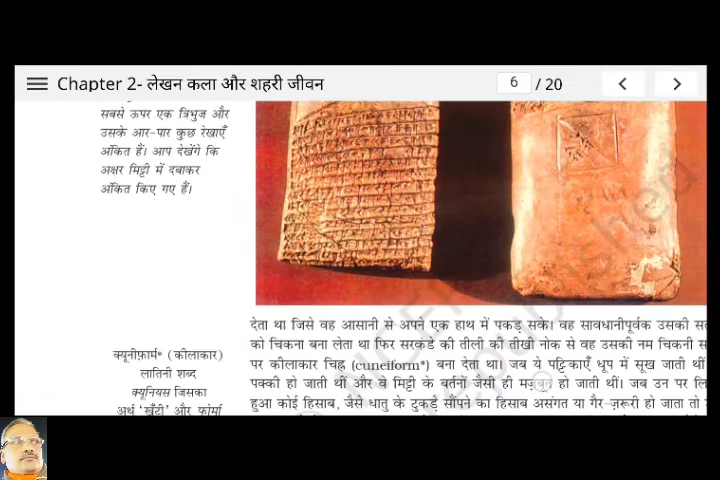 Chapter 2- लेखन कला और शहरी जीवन
6 / 20
सबसे ऊपर एक त्रिभुज और
उसके आर-पार कुछ रेखाएँ
अंकित हैं। आप देखेंगे कि
अक्षर मिट्टी में दबाकर
अंकित किए गए हैं।
देता था जिसे वह आसानी से अपने एक हाथ में पकड़ सके। वह सावधानीपूर्वक उसकी
को चिकना बना लेता था फिर सरकंडे की तीली की तीखी नोक से वह उसकी नम चिकनी
पर कीलाकार चिह्न (cuneiform*) बना देता था। जब ये पट्टिकाएँ धूप में सूख जाती थीं
पक्की हो जाती थीं और वे मिट्टी के बर्तनों जैसी ही मज़बूत हो जाती थीं। जब उन पर
हुआ कोई हिसाब, जैसे धातु के टुकड़े सौंपने का हिसाब असंगत या गैर-ज़रूरी हो जाता तो
क्यूनीफ़ार्म* (कीलाकार)
लातिनी शब्द
क्यूनियस जिसका
अर्थ 'खूँटी' और फोर्मा